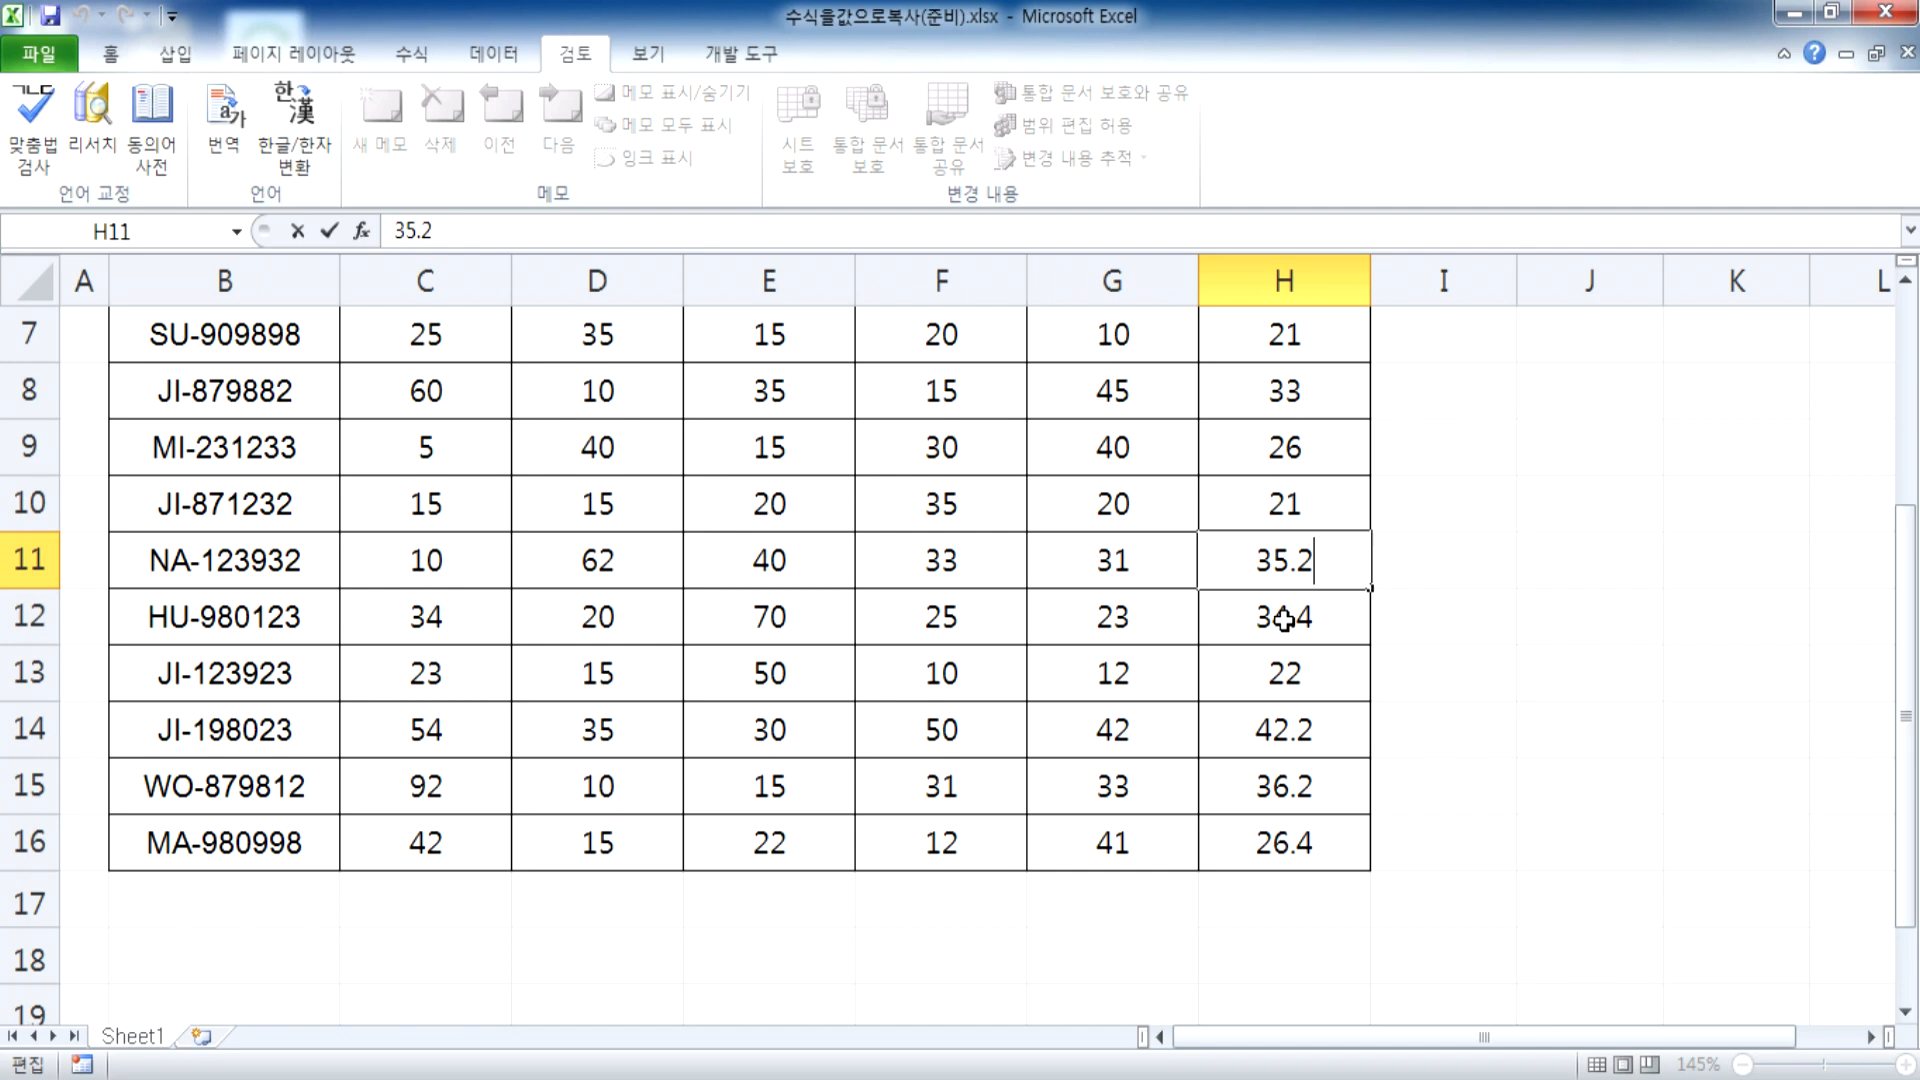 수식을값으로복사(준비).xlsx - Microsoft Excel
파일 홈 삽입 페이지 레이아웃 수식 데이터 검토 보기 개발 도구
맞춤법 검사
리서치
동의어 사전
번역
한글/한자 변환
새 메모
삭제
이전
다음
메모 표시/숨기기
메모 모두 표시
잉크 표시
시트 보호
통합 문서 보호
통합 문서 공유
통합 문서 보호와 공유
범위 편집 허용
변경 내용 추적
언어 교정 언어 메모 변경 내용
H11 fx 35.2
A B C D E F G H I J K L
7 SU-909898 25 35 15 20 10 21
8 JI-879882 60 10 35 15 45 33
9 MI-231233 5 40 15 30 40 26
10 JI-871232 15 15 20 35 20 21
11 NA-123932 10 62 40 33 31 35.2
12 HU-980123 34 20 70 25 23
13 JI-123923 23 15 50 10 12 22
14 JI-198023 54 35 30 50 42 42.2
15 WO-879812 92 10 15 31 33 36.2
16 MA-980998 42 15 22 12 41 26.4
17
18
19
Sheet1
편집 145%